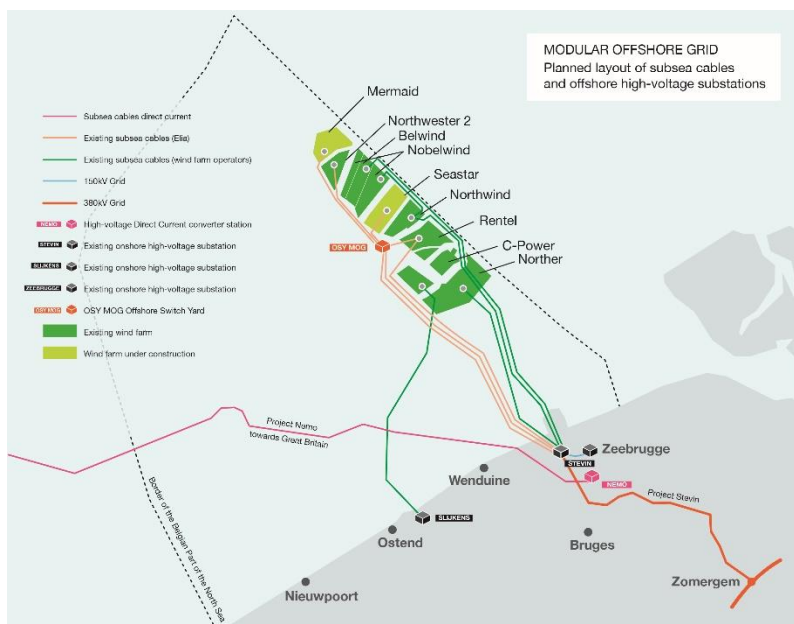 MODULAR OFFSHORE GRID
Planned layout of subsea cables
and offshore high-voltage substations
Mermaid
Northwester 2
Belwind
Nobelwind
Seastar
Northwind
Rentel
C-Power
Norther
OSY MOG
Subsea cables direct current
Existing subsea cables (Elia)
Existing subsea cables (wind farm operators)
150kV Grid
380kV Grid
NEMO High-voltage Direct Current converter station
STEVIN Existing onshore high-voltage substation
SLIJKENS Existing onshore high-voltage substation
ZEEBRUGGE Existing onshore high-voltage substation
OSY MOG OSY MOG Offshore Switch Yard
Existing wind farm
Wind farm under construction
Project Nemo
towards Great Britain
Border of the Belgian Part of the North Sea
Zeebrugge
STEVIN
NEMO
Wenduine
Project Stevin
SLIJKENS
Ostend
Bruges
Nieuwpoort
Zomergem